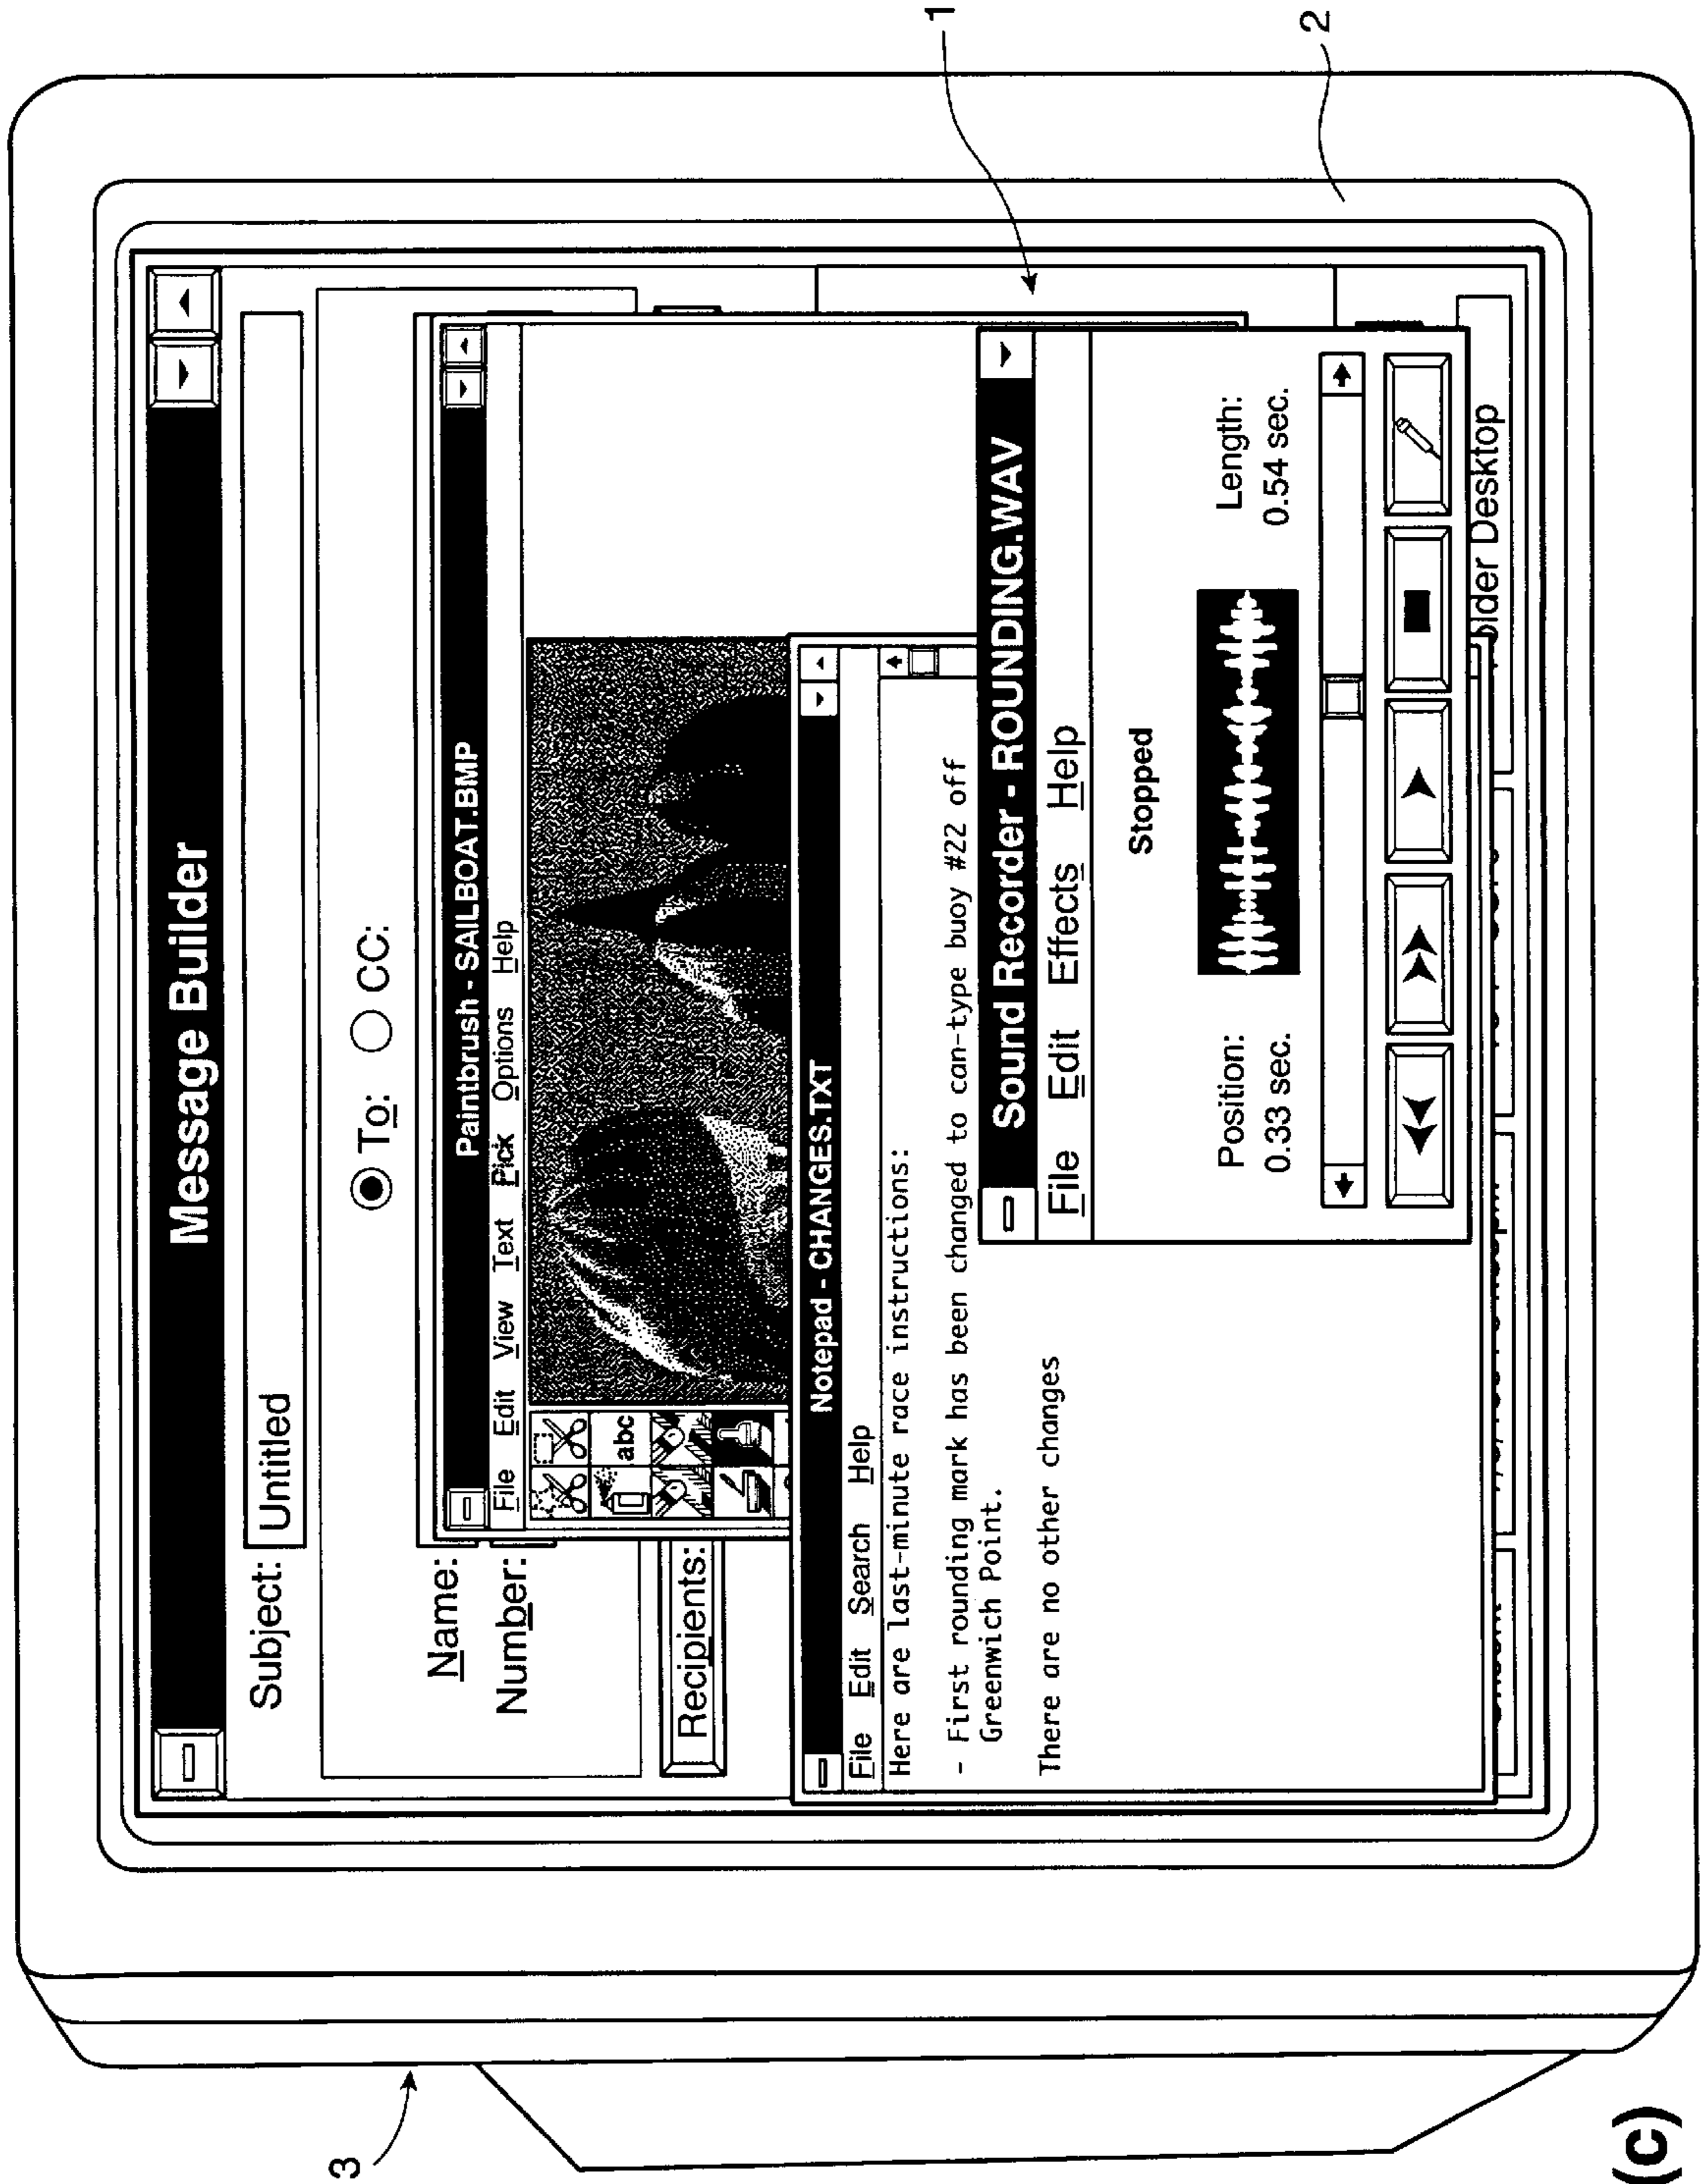 Message Builder
Subject: Untitled
To: CC:
Name:
Number:
Recipients:
Paintbrush - SAILBOAT.BMP
File Edit View Text Pick Options Help
abc
Notepad - CHANGES.TXT
File Edit Search Help
Here are last-minute race instructions:
- First rounding mark has been changed to can-type buoy #22 off
Greenwich Point.
There are no other changes
Sound Recorder - ROUNDING.WAV
File Edit Effects Help
Stopped
Position: Length:
0.33 sec. 0.54 sec.
Desktop
1
2
3
(c)